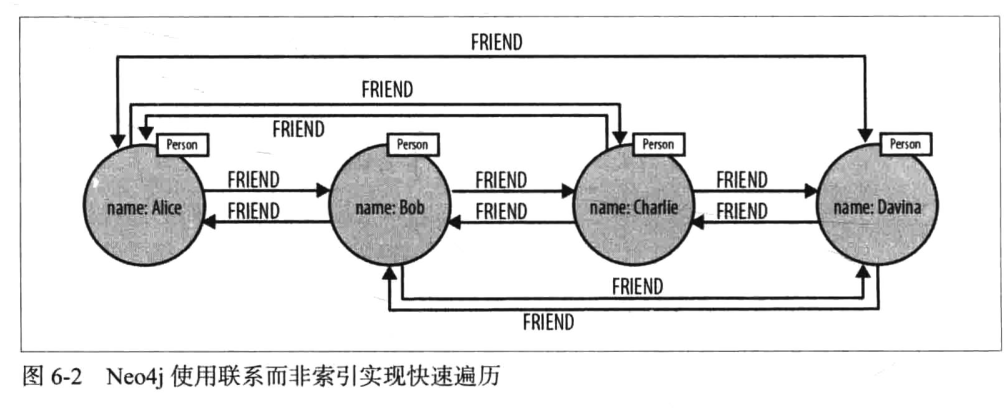 FRIEND
FRIEND
FRIEND
Person
Person
Person
Person
name: Alice
FRIEND
FRIEND
name: Bob
FRIEND
FRIEND
name: Charlie
FRIEND
FRIEND
name: Davina
FRIEND
FRIEND
图 6-2 Neo4j 使用联系而非索引实现快速遍历